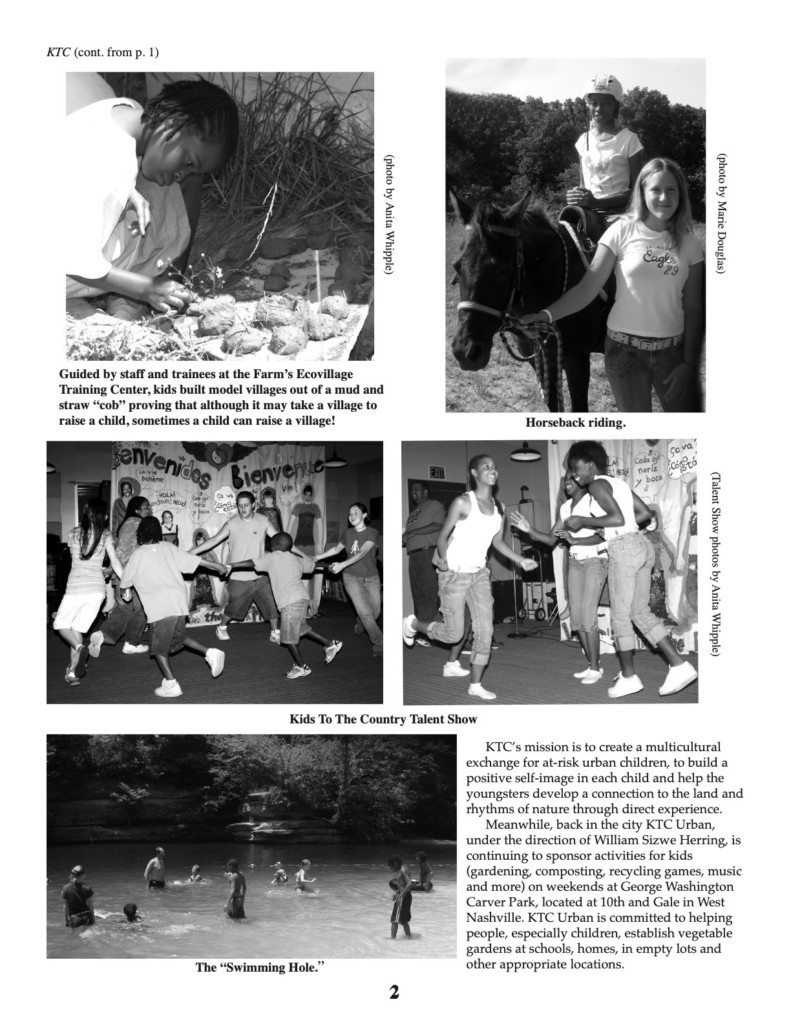 KTC (cont. from p. 1)
(photo by Anita Whipple)
Eagles
29
(photo by Marie Douglas)
Guided by staff and trainees at the Farm's Ecovillage
Training Center, kids built model villages out of a mud and
straw “cob” proving that although it may take a village to
raise a child, sometimes a child can raise a village!
Horseback riding.
envenidos Bienvenue
HOLA!
Ça va
EXIT
y boza
Ço va
(Talent Show photos by Anita Whipple)
Kids To The Country Talent Show
KTC's mission is to create a multicultural
exchange for at-risk urban children, to build a
positive self-image in each child and help the
youngsters develop a connection to the land and
rhythms of nature through direct experience.
Meanwhile, back in the city KTC Urban,
under the direction of William Sizwe Herring, is
continuing to sponsor activities for kids
(gardening, composting, recycling games, music
and more) on weekends at George Washington
Carver Park, located at 10th and Gale in West
Nashville. KTC Urban is committed to helping
people, especially children, establish vegetable
gardens at schools, homes, in empty lots and
other appropriate locations.
The “Swimming Hole.”
2